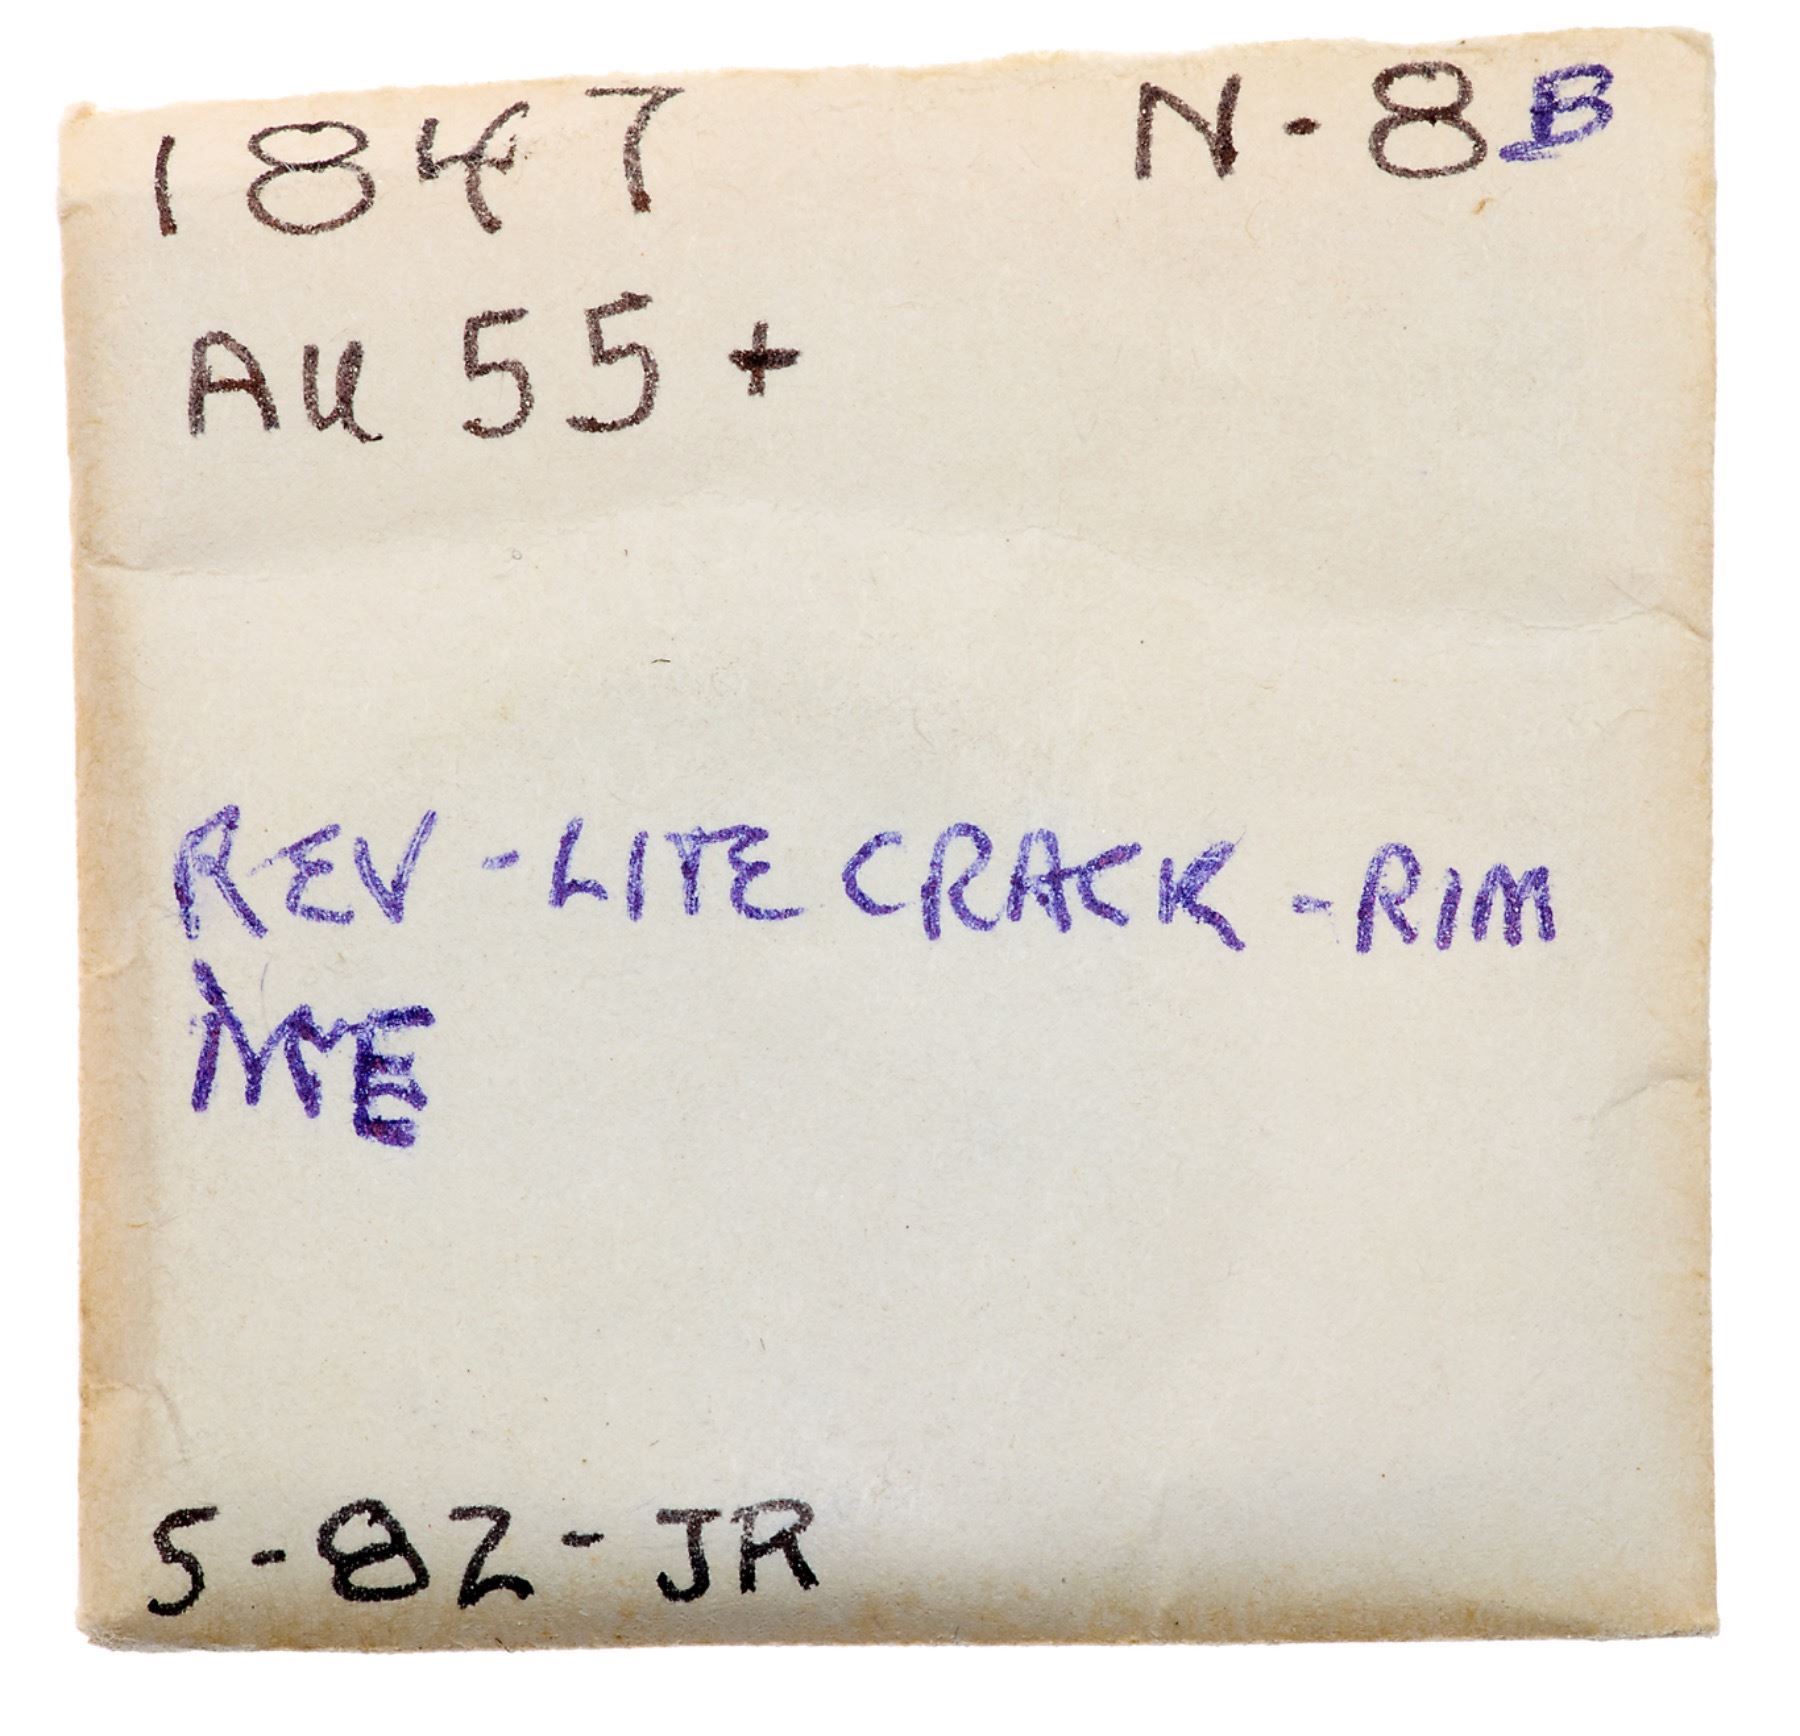 1847 N-8B
AU 55+
REV - LITE CRACK - RIM
ME
5-82-JR